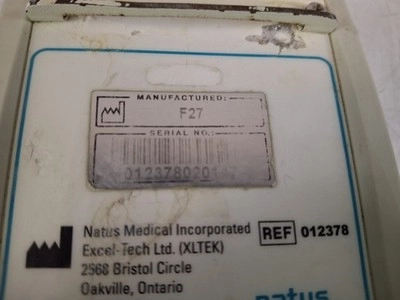 MANUFACTURED:
F27
SERIAL NO.:
Natus Medical Incorporated REF 012378
Excel-Tech Ltd. (XLTEK)
2568 Bristol Circle
Oakville, Ontario
natus